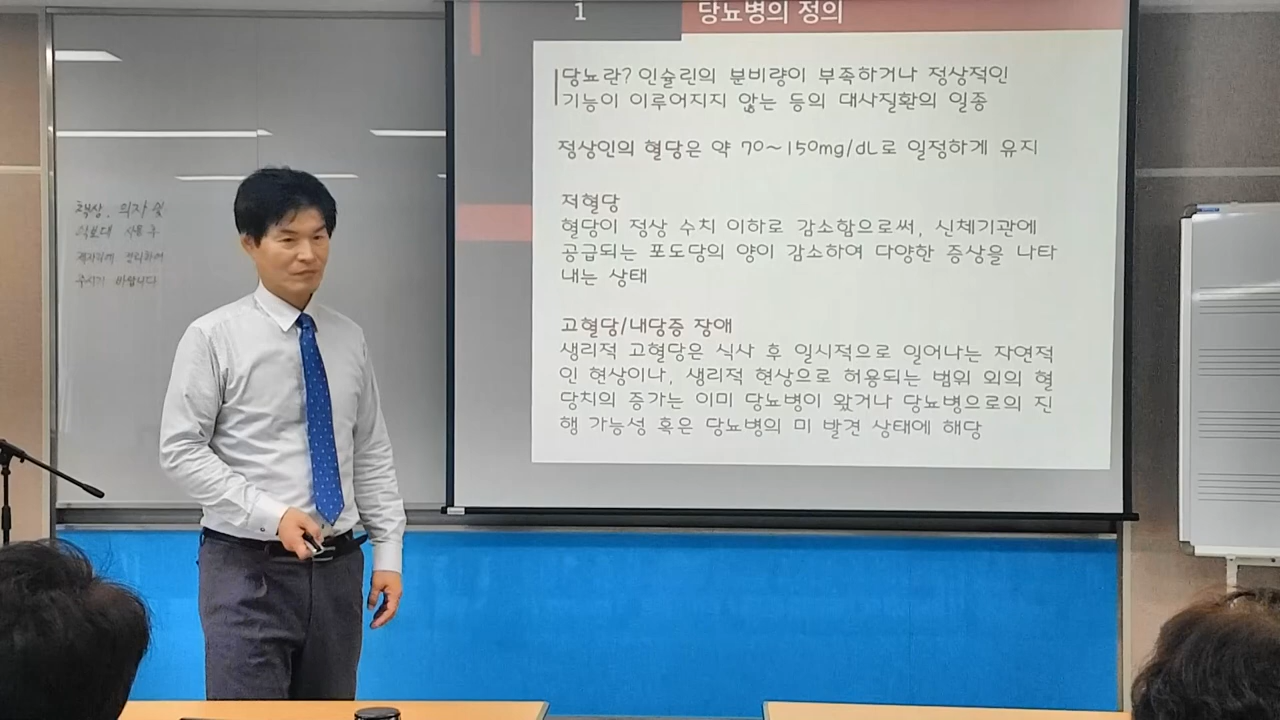 1
당뇨병의 정의
당뇨란? 인슐린의 분비량이 부족하거나 정상적인
기능이 이루어지지 않는 등의 대사질환의 일종
정상인의 혈당은 약 70~150mg/dL로 일정하게 유지
저혈당
혈당이 정상 수치 이하로 감소함으로써, 신체기관에
공급되는 포도당의 양이 감소하여 다양한 증상을 나타
내는 상태
고혈당/내당증 장애
생리적 고혈당은 식사 후 일시적으로 일어나는 자연적
인 현상이나, 생리적 현상으로 허용되는 범위 외의 혈
당치의 증가는 이미 당뇨병이 왔거나 당뇨병으로의 진
행 가능성 혹은 당뇨병의 미 발견 상태에 해당
책상, 의자 및
사용 후
정리하여
주시기 바랍니다